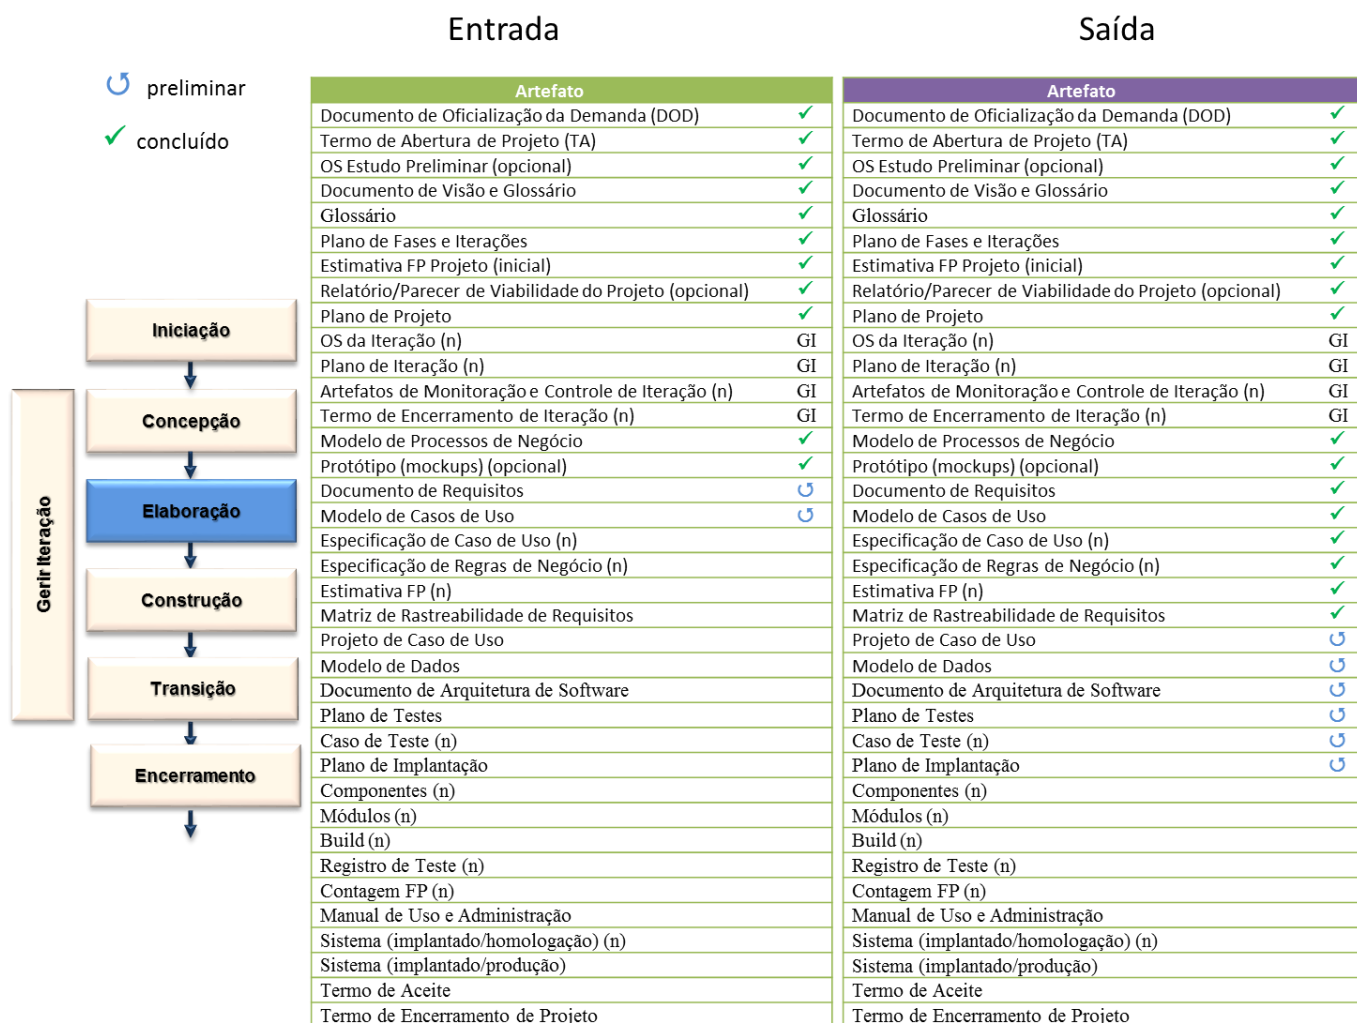 Entrada
Saída
preliminar
concluído
Iniciação
Concepção
Elaboração
Construção
Transição
Encerramento
Gerir Iteração
Artefato
Documento de Oficialização da Demanda (DOD) ✓
Termo de Abertura de Projeto (TA) ✓
OS Estudo Preliminar (opcional) ✓
Documento de Visão e Glossário ✓
Glossário ✓
Plano de Fases e Iterações ✓
Estimativa FP Projeto (inicial) ✓
Relatório/Parecer de Viabilidade do Projeto (opcional) ✓
Plano de Projeto ✓
OS da Iteração (n) GI
Plano de Iteração (n) GI
Artefatos de Monitoração e Controle de Iteração (n) GI
Termo de Encerramento de Iteração (n) GI
Modelo de Processos de Negócio ✓
Protótipo (mockups) (opcional) ✓
Documento de Requisitos
Modelo de Casos de Uso
Especificação de Caso de Uso (n)
Especificação de Regras de Negócio (n)
Estimativa FP (n)
Matriz de Rastreabilidade de Requisitos
Projeto de Caso de Uso
Modelo de Dados
Documento de Arquitetura de Software
Plano de Testes
Caso de Teste (n)
Plano de Implantação
Componentes (n)
Módulos (n)
Build (n)
Registro de Teste (n)
Contagem FP (n)
Manual de Uso e Administração
Sistema (implantado/homologação) (n)
Sistema (implantado/produção)
Termo de Aceite
Termo de Encerramento de Projeto
Artefato
Documento de Oficialização da Demanda (DOD) ✓
Termo de Abertura de Projeto (TA) ✓
OS Estudo Preliminar (opcional) ✓
Documento de Visão e Glossário ✓
Glossário ✓
Plano de Fases e Iterações ✓
Estimativa FP Projeto (inicial) ✓
Relatório/Parecer de Viabilidade do Projeto (opcional) ✓
Plano de Projeto ✓
OS da Iteração (n) GI
Plano de Iteração (n) GI
Artefatos de Monitoração e Controle de Iteração (n) GI
Termo de Encerramento de Iteração (n) GI
Modelo de Processos de Negócio ✓
Protótipo (mockups) (opcional) ✓
Documento de Requisitos ✓
Modelo de Casos de Uso ✓
Especificação de Caso de Uso (n) ✓
Especificação de Regras de Negócio (n) ✓
Estimativa FP (n) ✓
Matriz de Rastreabilidade de Requisitos ✓
Projeto de Caso de Uso
Modelo de Dados
Documento de Arquitetura de Software
Plano de Testes
Caso de Teste (n)
Plano de Implantação
Componentes (n)
Módulos (n)
Build (n)
Registro de Teste (n)
Contagem FP (n)
Manual de Uso e Administração
Sistema (implantado/homologação) (n)
Sistema (implantado/produção)
Termo de Aceite
Termo de Encerramento de Projeto